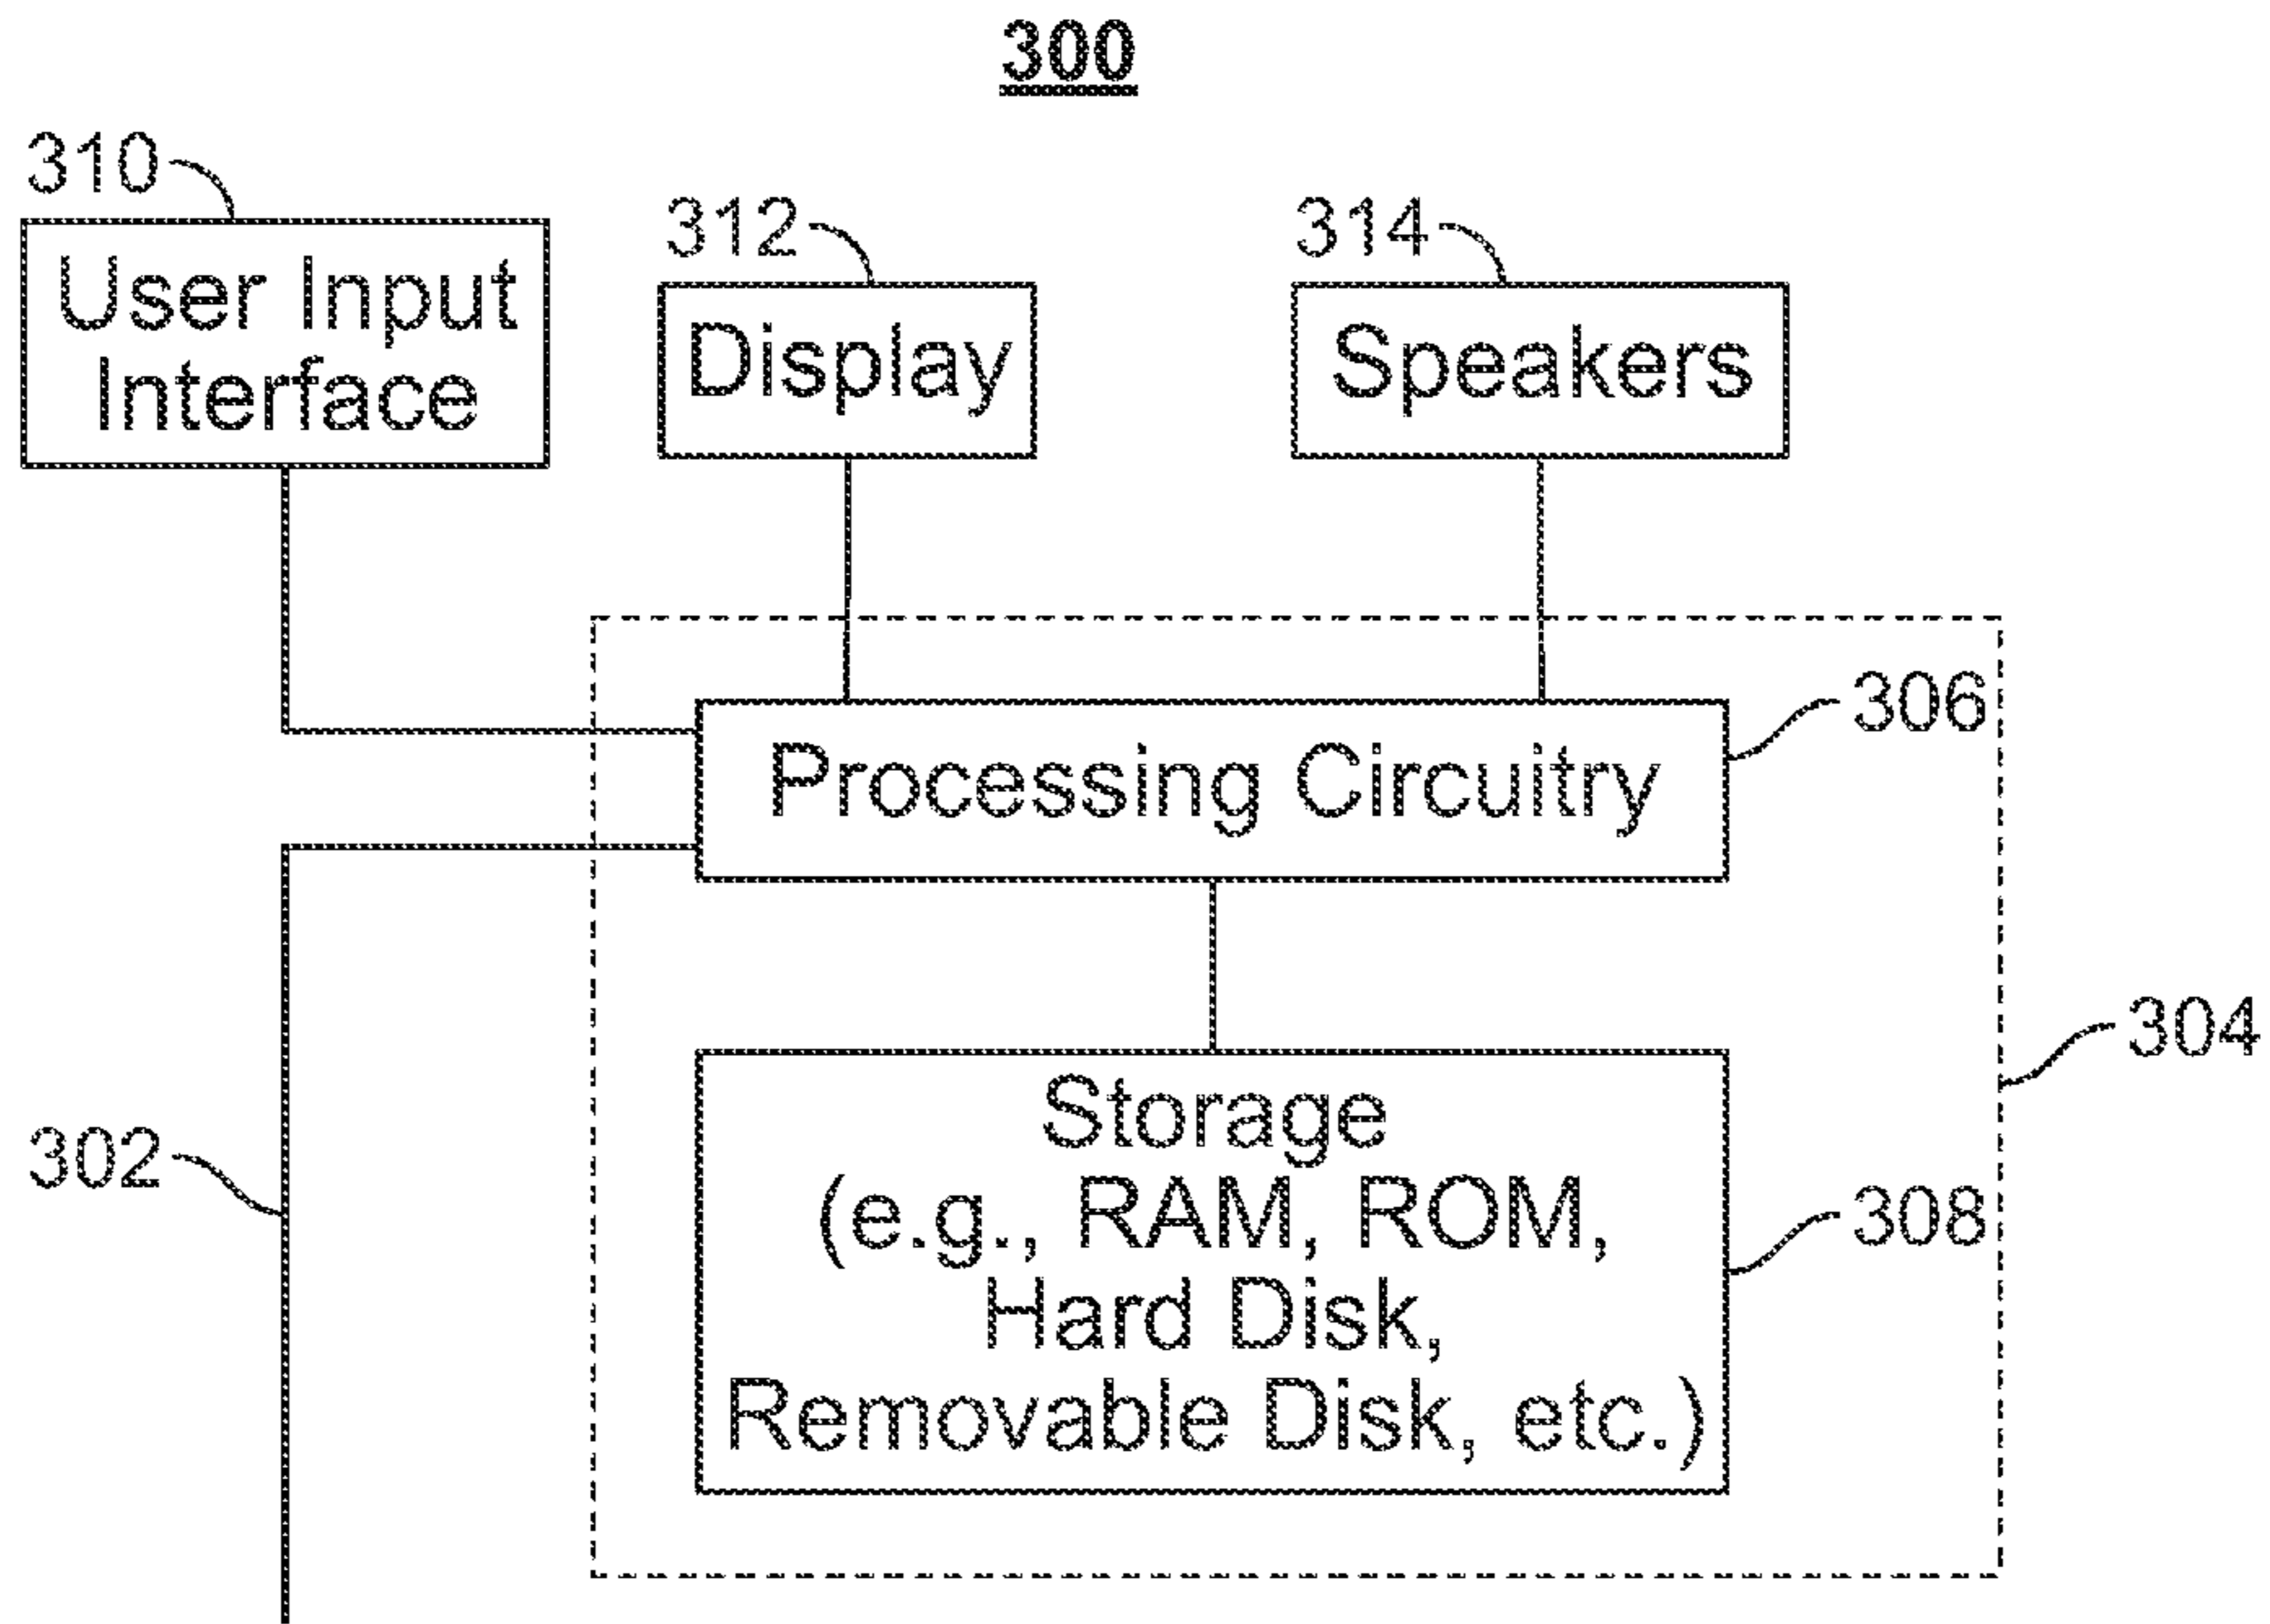 300
310
312
314
User Input
Interface
Display
Speakers
306
Processing Circuitry
304
302
Storage
(e.g., RAM, ROM,
Hard Disk,
Removable Disk, etc.)
308